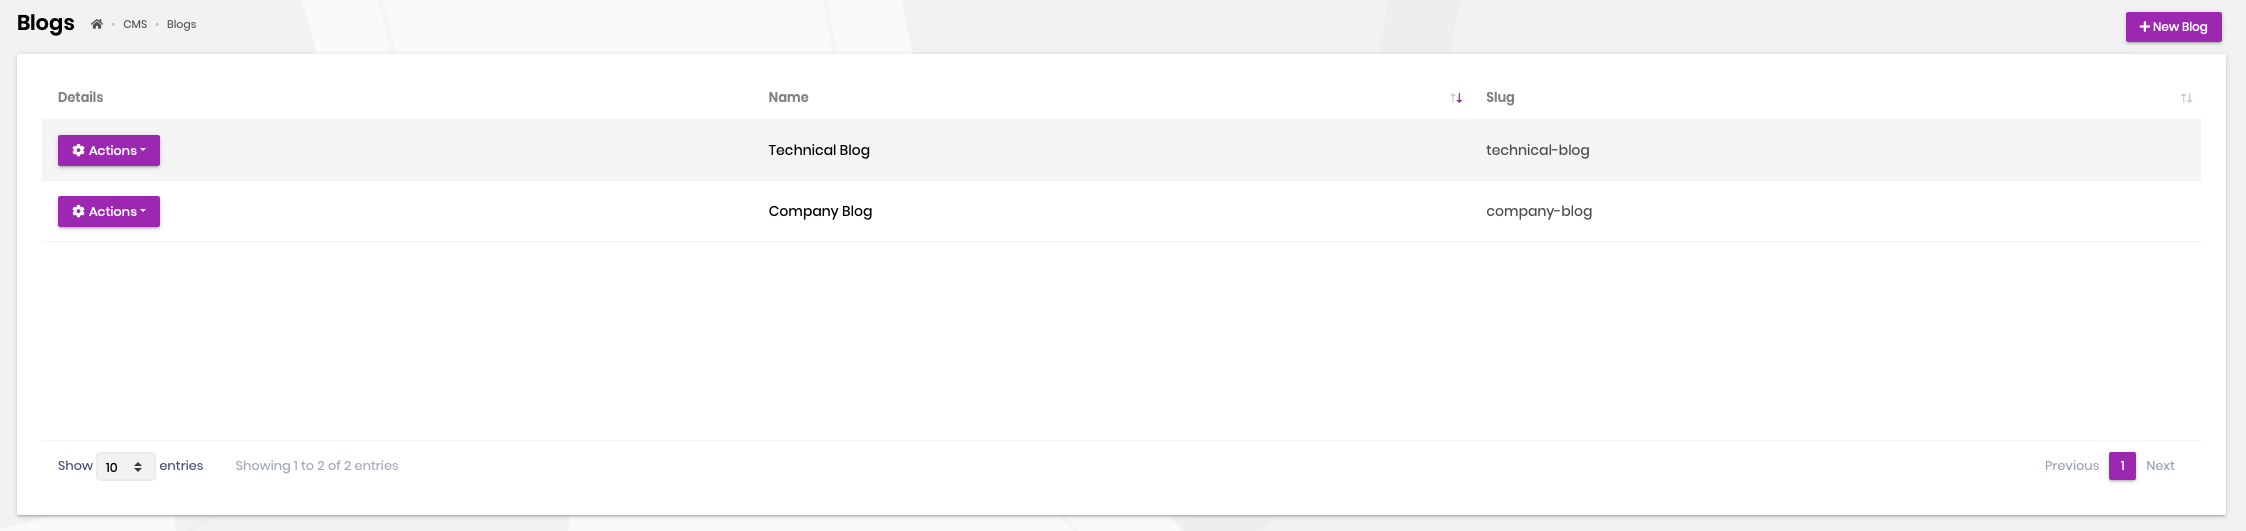 Blogs CMS Blogs
+ New Blog
Details Name Slug
Actions Technical Blog technical-blog
Actions Company Blog company-blog
Show 10 entries Showing 1 to 2 of 2 entries Previous 1 Next